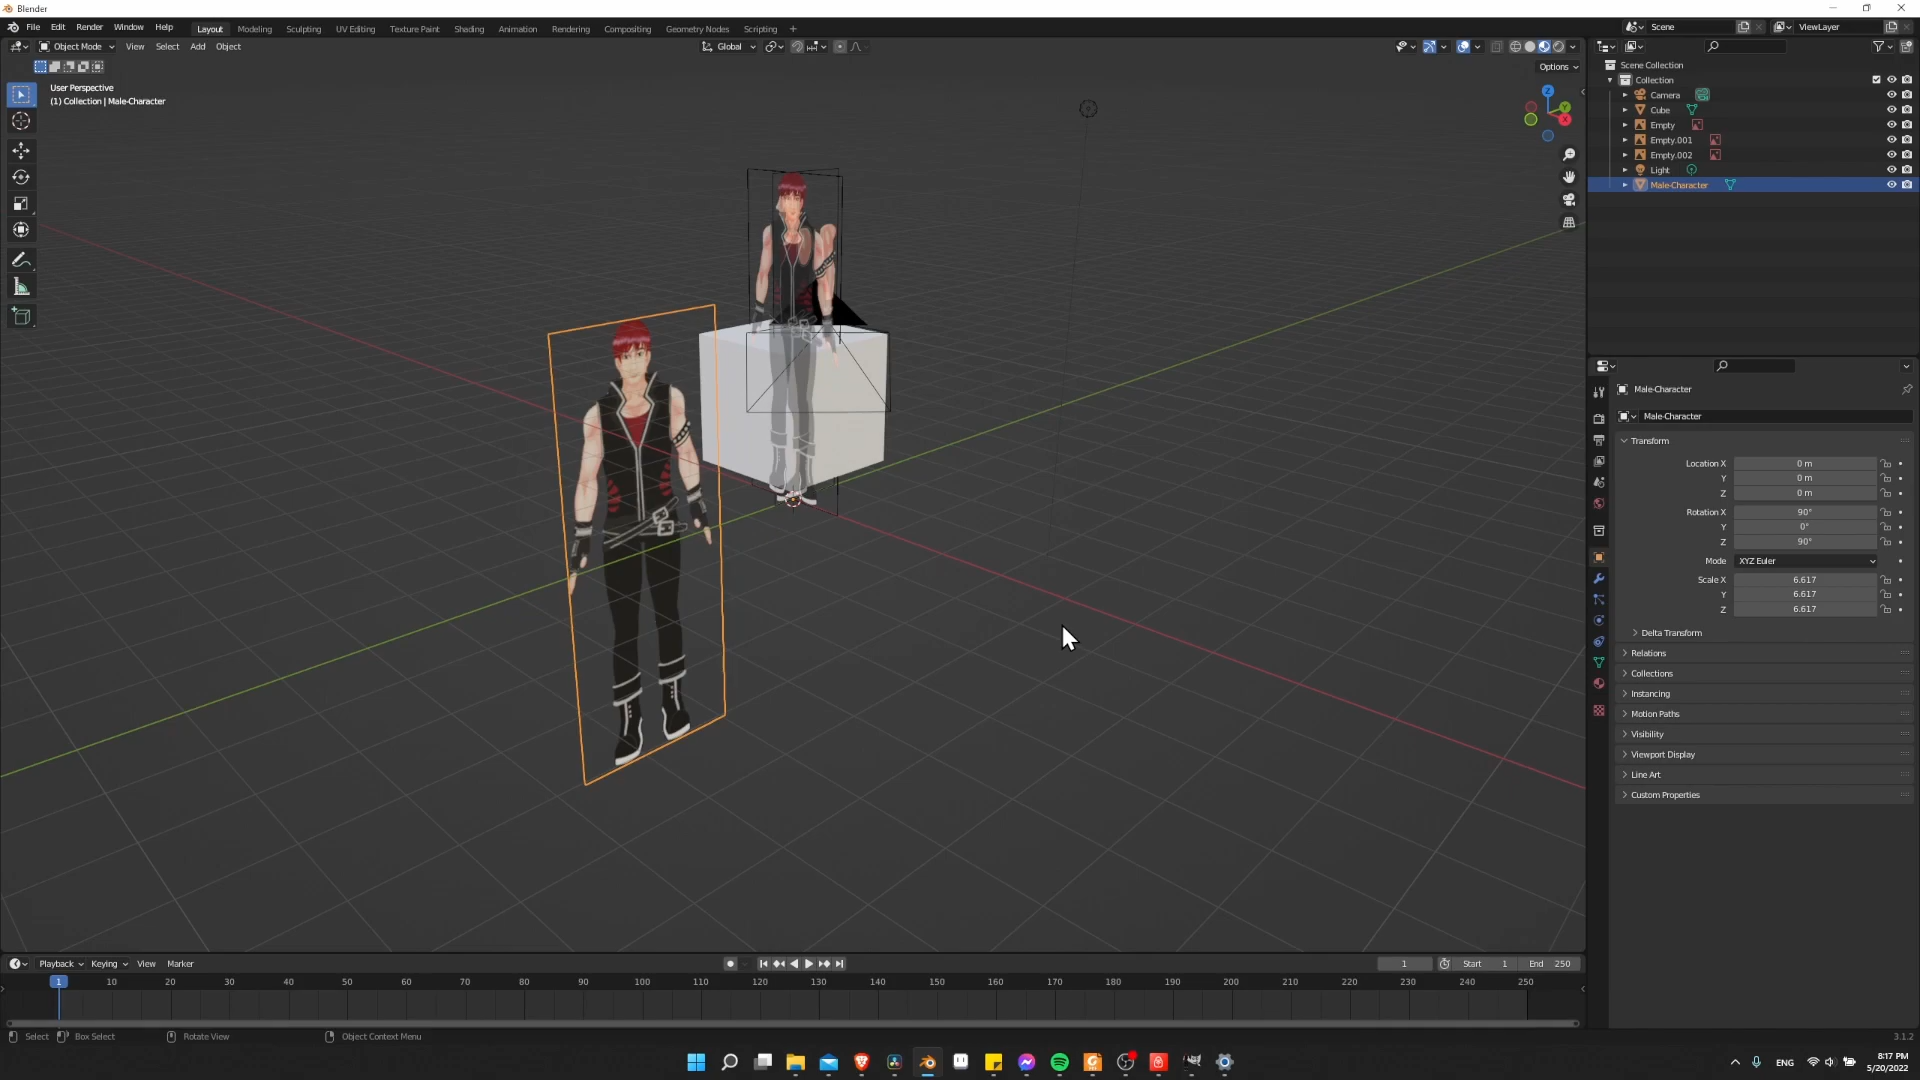 Blender
File Edit Render Window Help Layout Modeling Sculpting UV Editing Texture Paint Shading Animation Rendering Compositing Geometry Nodes Scripting + Scene ViewLayer
Object Mode View Select Add Object Global
Options
User Perspective
(1) Collection | Male-Character
Z
Y
X
Scene Collection
Collection
Camera
Cube
Empty
Empty.001
Empty.002
Light
Male-Character
Male-Character
Male-Character
Transform
Location X 0 m
Y 0 m
Z 0 m
Rotation X 90°
Y 0°
Z 90°
Mode XYZ Euler
Scale X 6.617
Y 6.617
Z 6.617
Delta Transform
Relations
Collections
Instancing
Motion Paths
Visibility
Viewport Display
Line Art
Custom Properties
Playback Keying View Marker 1 Start 1 End 250
1 10 20 30 40 50 60 70 80 90 100 110 120 130 140 150 160 170 180 190 200 210 220 230 240 250
Select Box Select Rotate View Object Context Menu 3.1.2
ENG 8:17 PM
5/20/2022